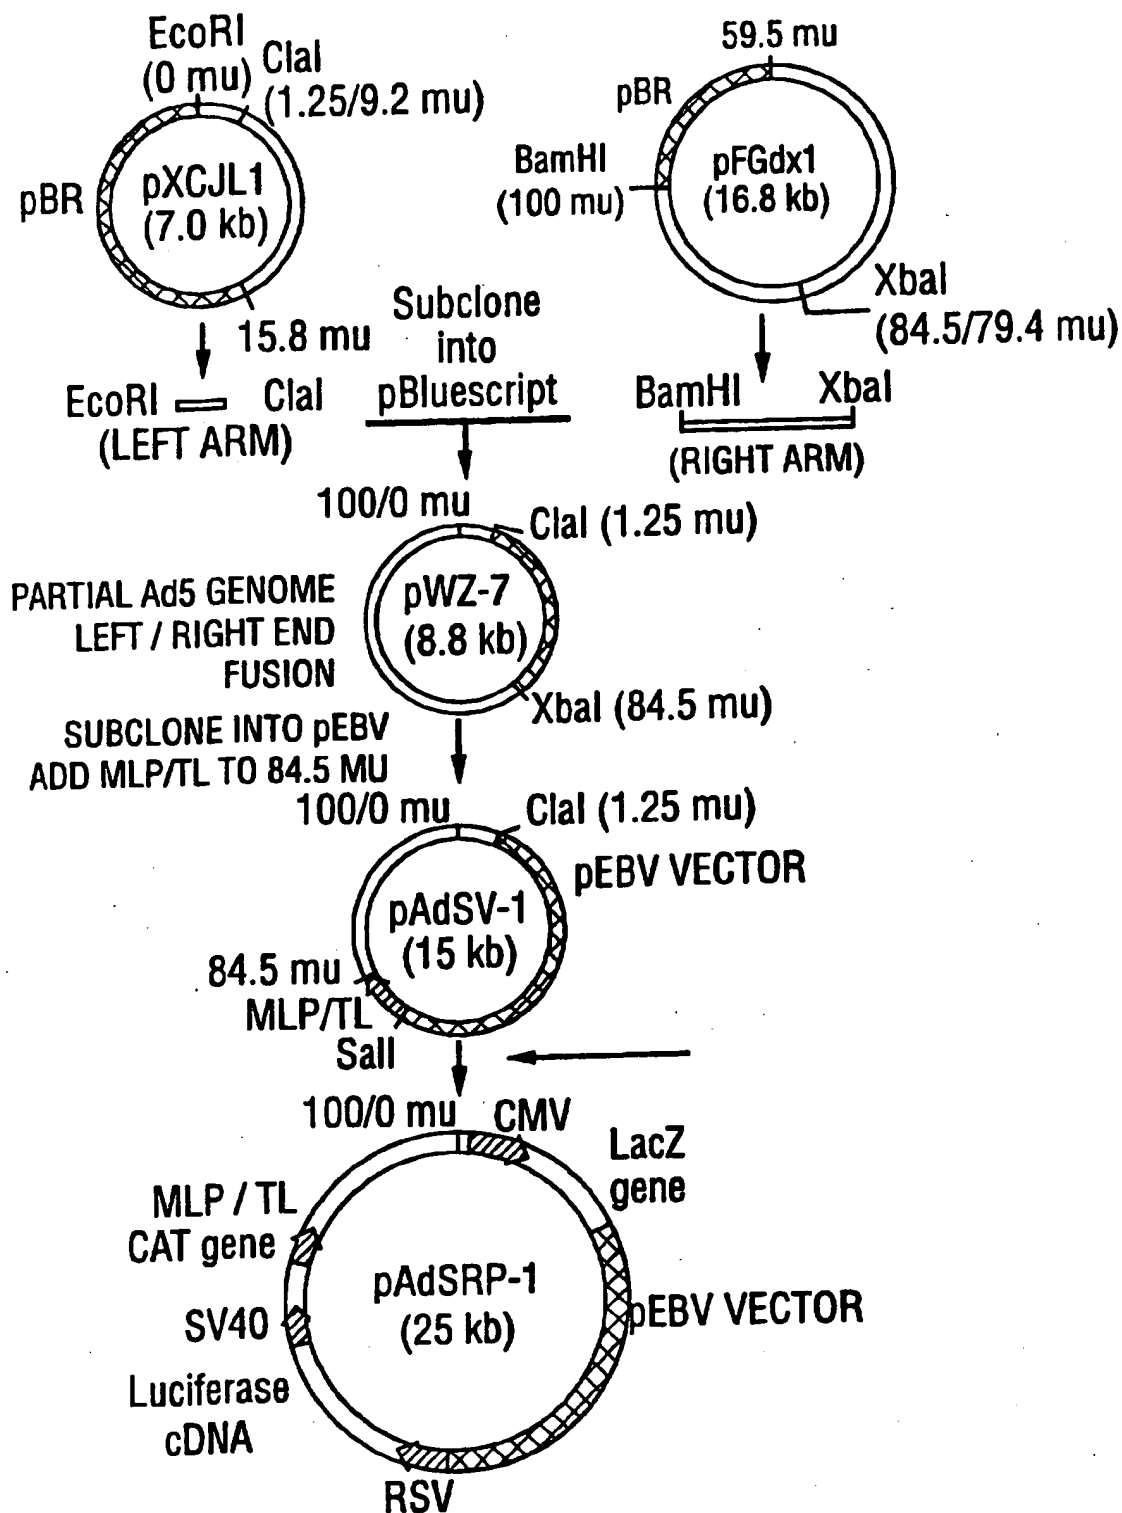 EcoRI
(0 mu)
ClaI
(1.25/9.2 mu)
pBR
pXCJL1
(7.0 kb)
15.8 mu
EcoRI ClaI
(LEFT ARM)
59.5 mu
pBR
BamHI
(100 mu)
pFGdx1
(16.8 kb)
XbaI
(84.5/79.4 mu)
BamHI XbaI
(RIGHT ARM)
Subclone
into
pBluescript
100/0 mu
ClaI (1.25 mu)
pWZ-7
(8.8 kb)
PARTIAL Ad5 GENOME
LEFT / RIGHT END
FUSION
XbaI (84.5 mu)
SUBCLONE INTO pEBV
ADD MLP/TL TO 84.5 MU
100/0 mu
ClaI (1.25 mu)
pEBV VECTOR
pAdSV-1
(15 kb)
84.5 mu
MLP/TL
SalI
100/0 mu
CMV
LacZ
gene
MLP / TL
CAT gene
pAdSRP-1
(25 kb)
SV40
pEBV VECTOR
Luciferase
cDNA
RSV